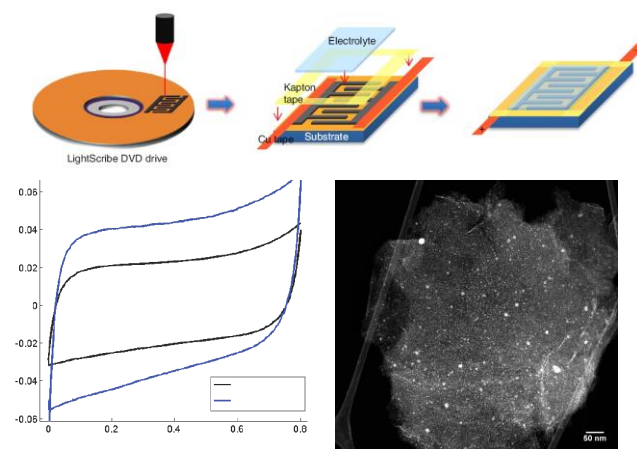 Electrolyte
Kapton
tape
Cu tape
Substrate
+
LightScribe DVD drive
0.06
0.04
0.02
0
-0.02
-0.04
-0.06
0
0.2
0.4
0.6
0.8
50 nm